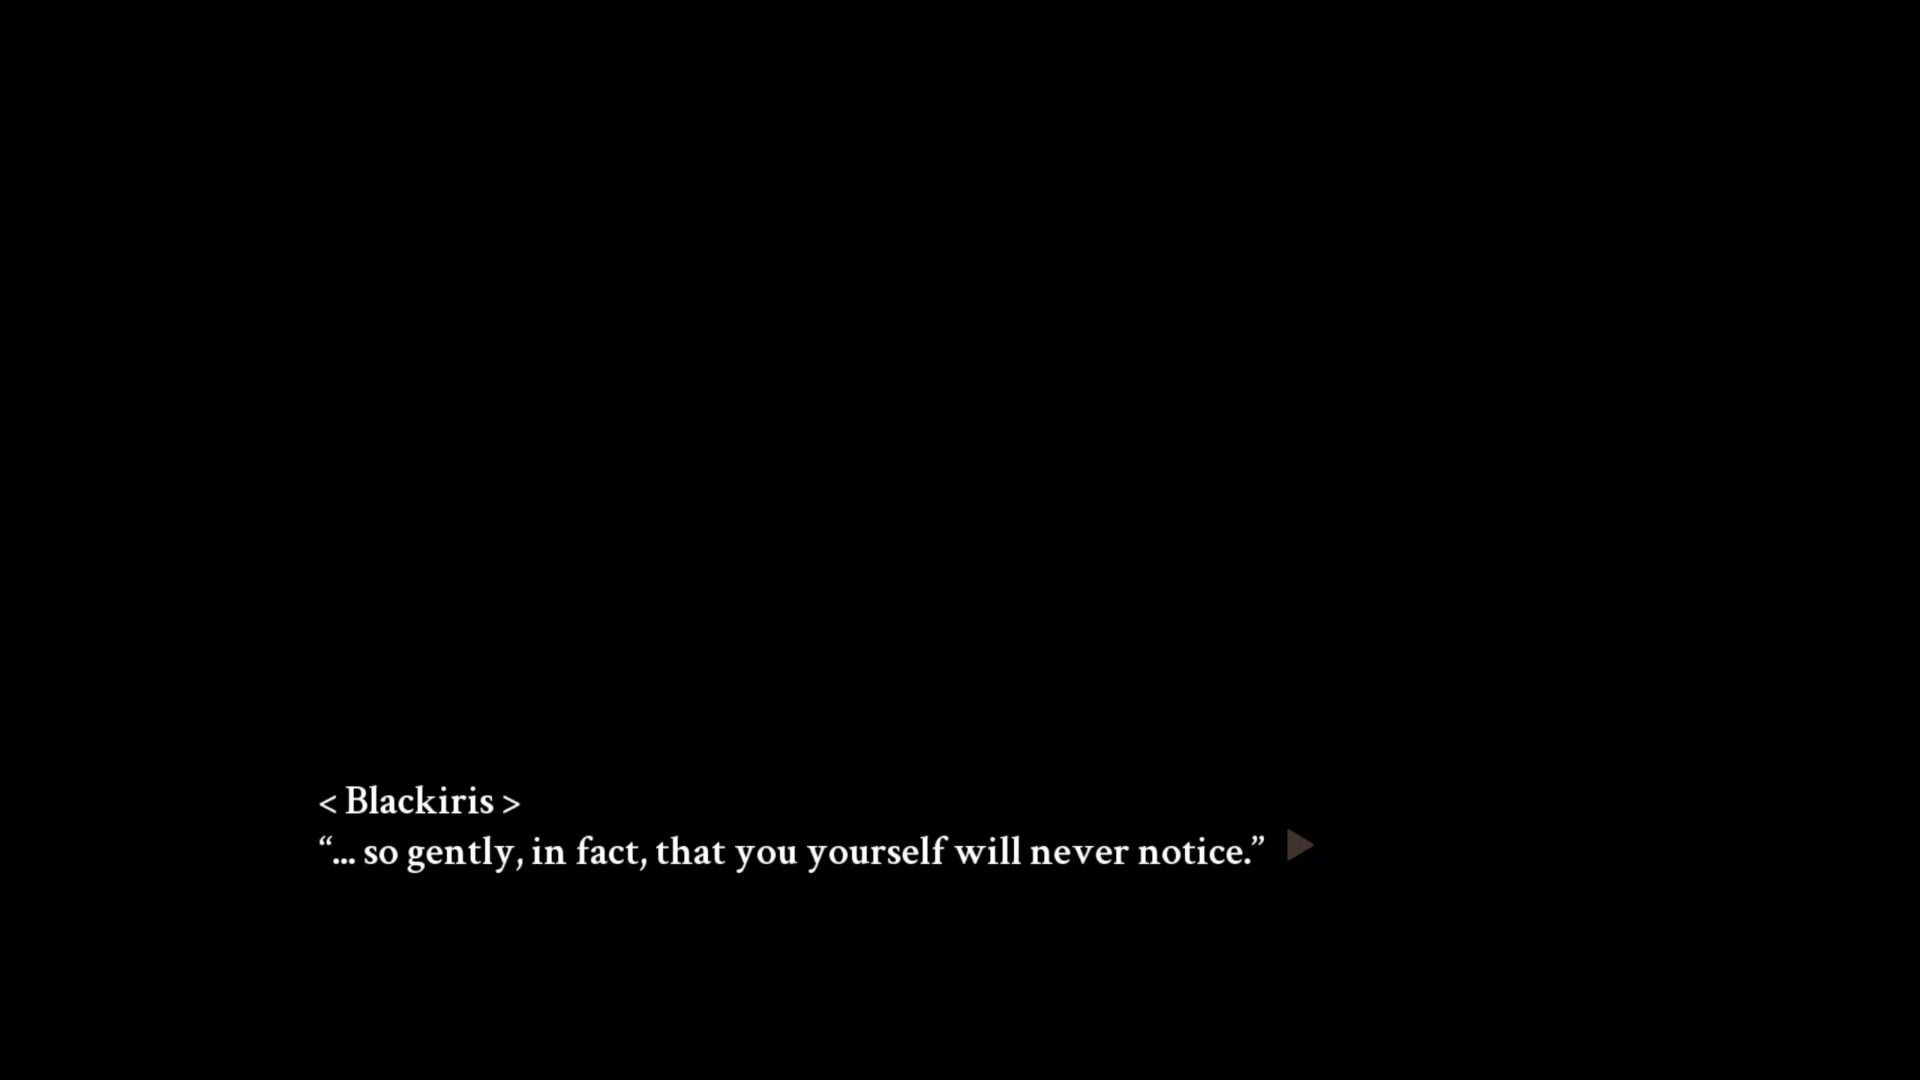 < Blackiris >
“... so gently, in fact, that you yourself will never notice.”